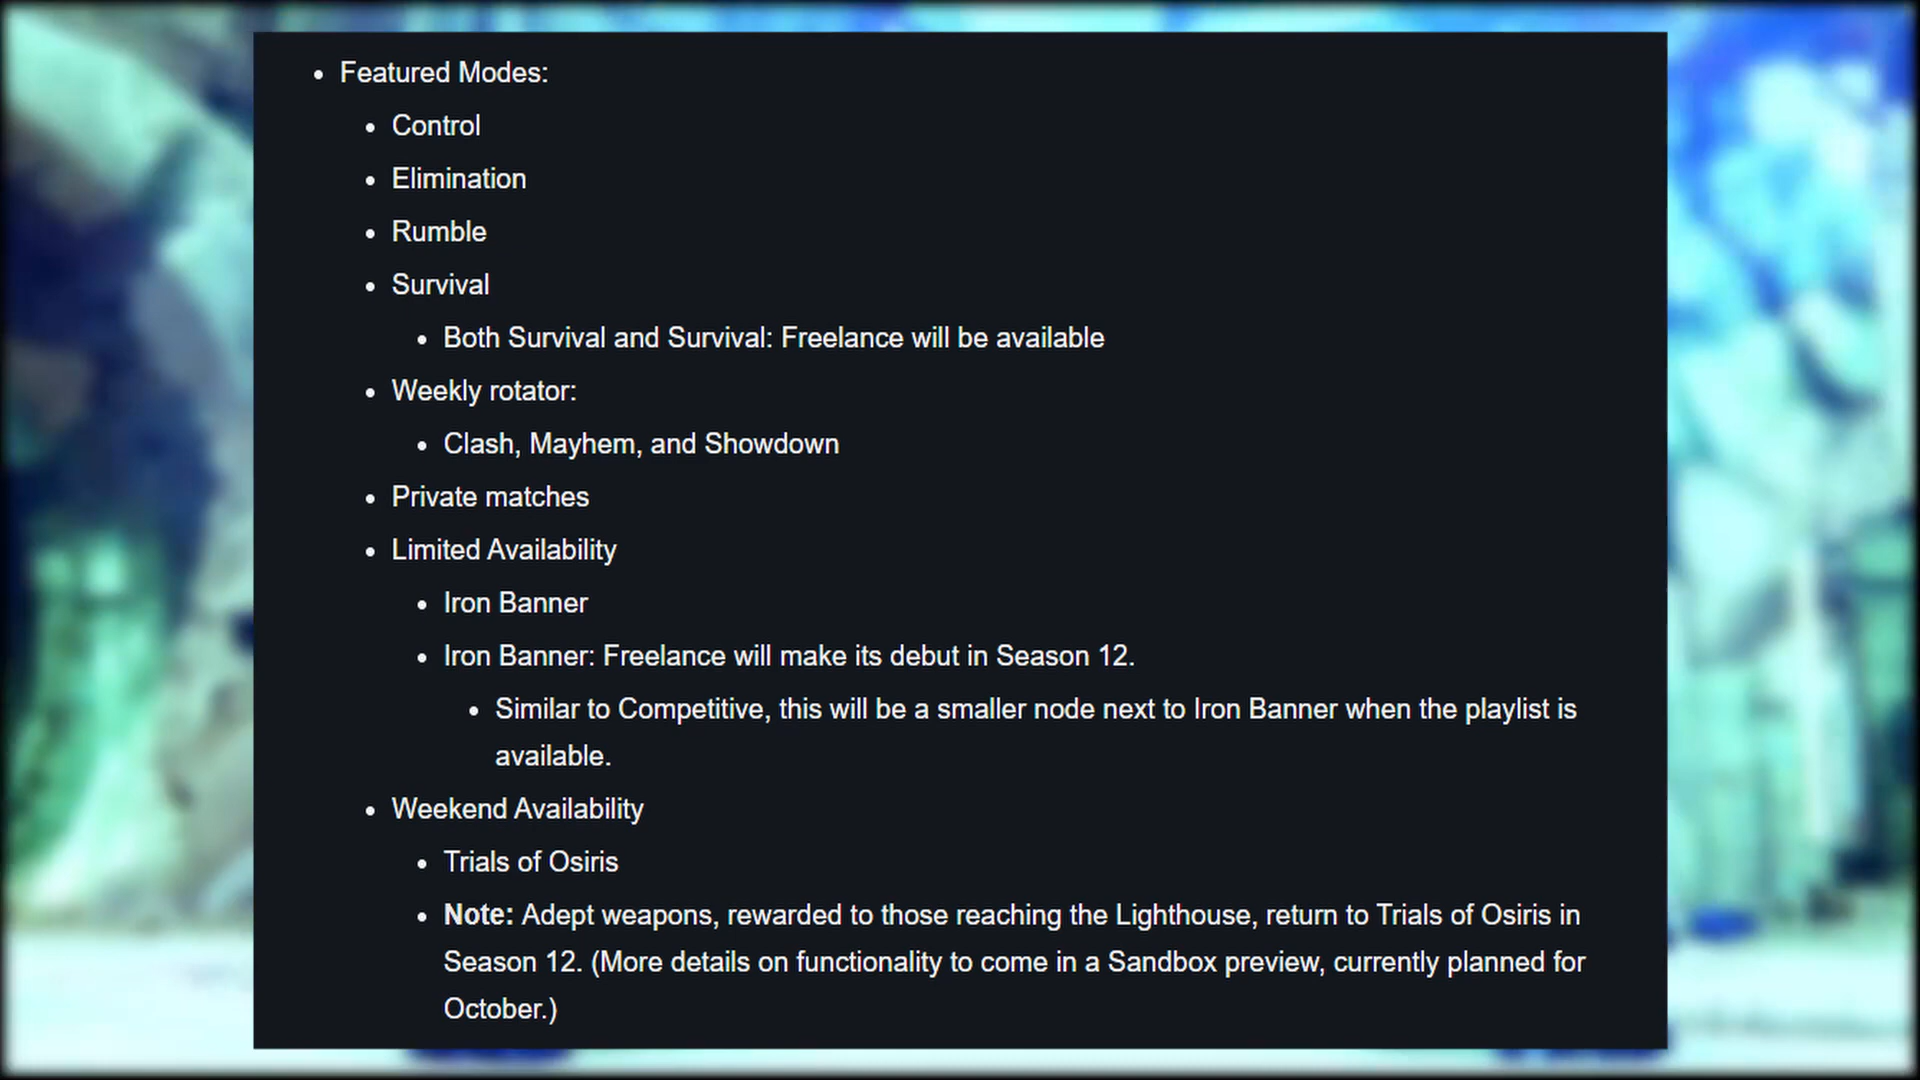 Featured Modes:
Control
Elimination
Rumble
Survival
Both Survival and Survival: Freelance will be available
Weekly rotator:
Clash, Mayhem, and Showdown
Private matches
Limited Availability
Iron Banner
Iron Banner: Freelance will make its debut in Season 12.
Similar to Competitive, this will be a smaller node next to Iron Banner when the playlist is
available.
Weekend Availability
Trials of Osiris
Note: Adept weapons, rewarded to those reaching the Lighthouse, return to Trials of Osiris in
Season 12. (More details on functionality to come in a Sandbox preview, currently planned for
October.)